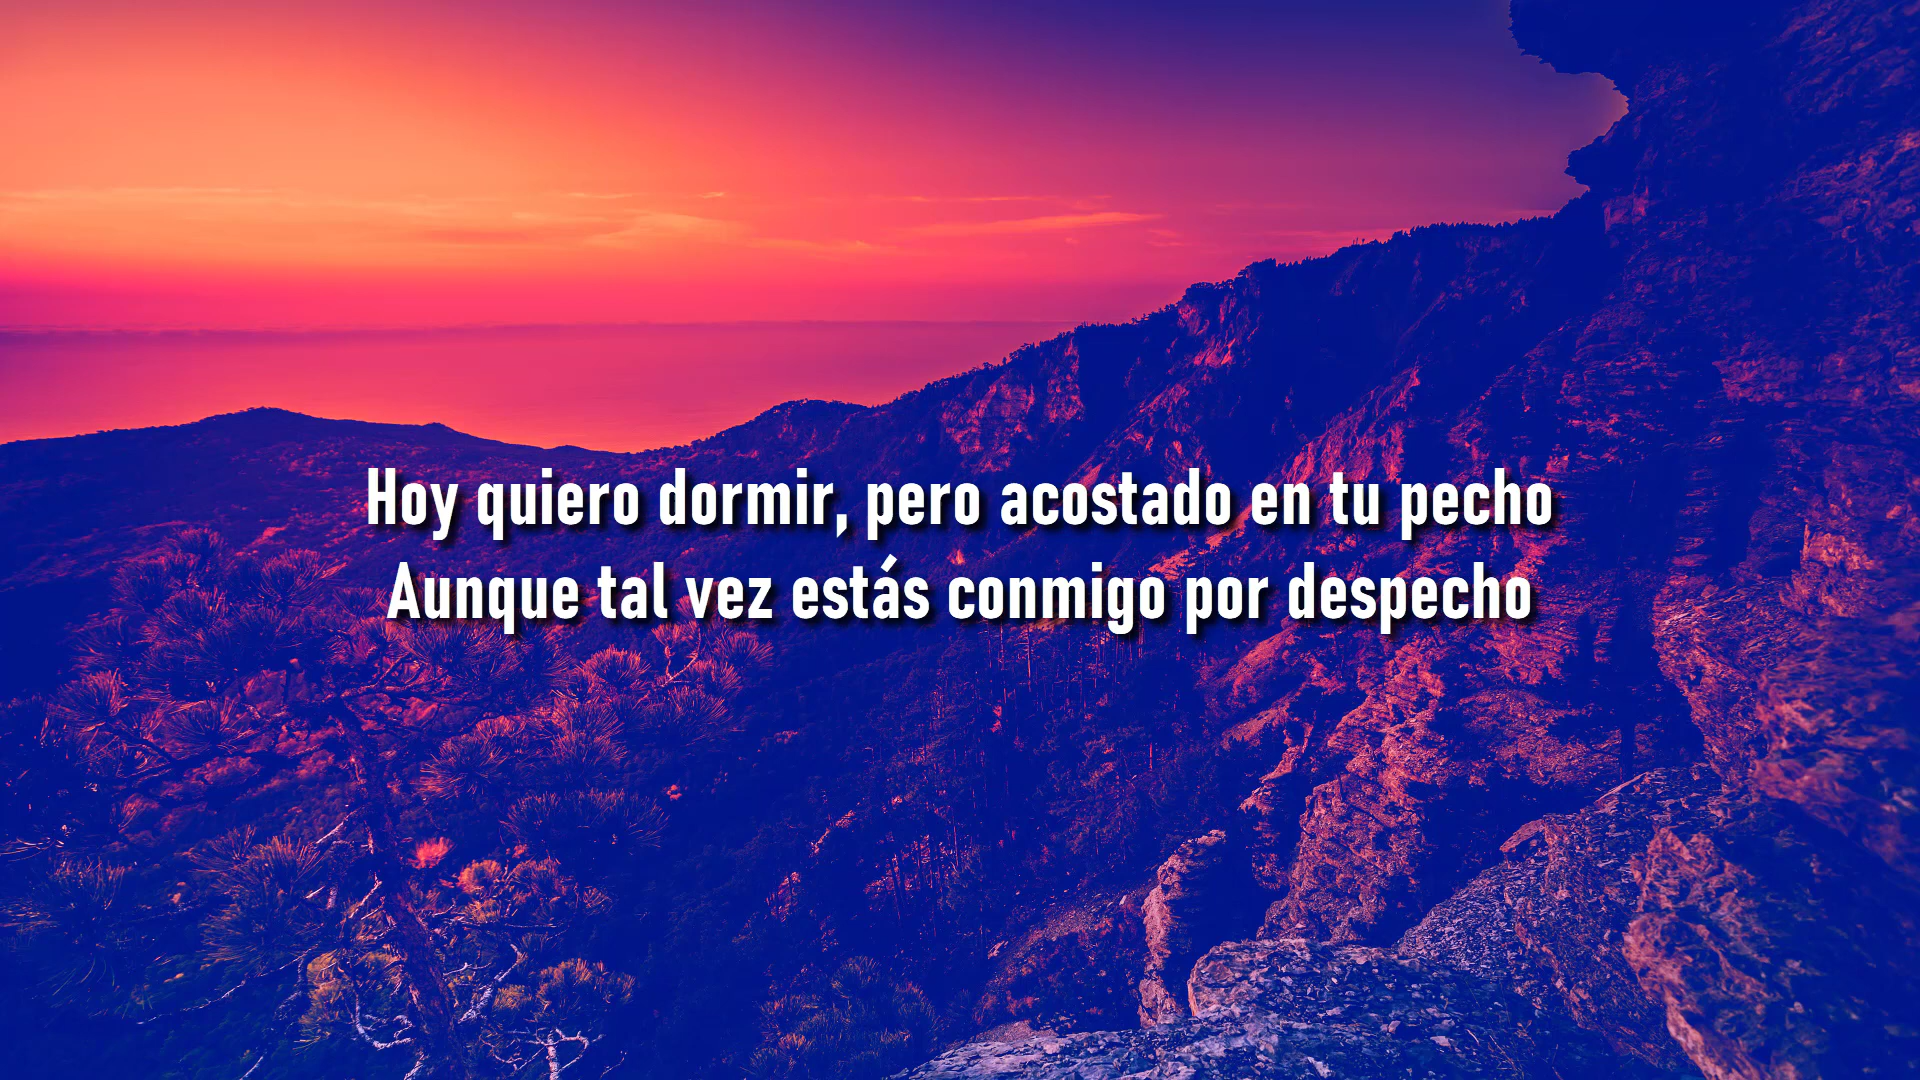 Hoy quiero dormir, pero acostado en tu pecho
Aunque tal vez estás conmigo por despecho